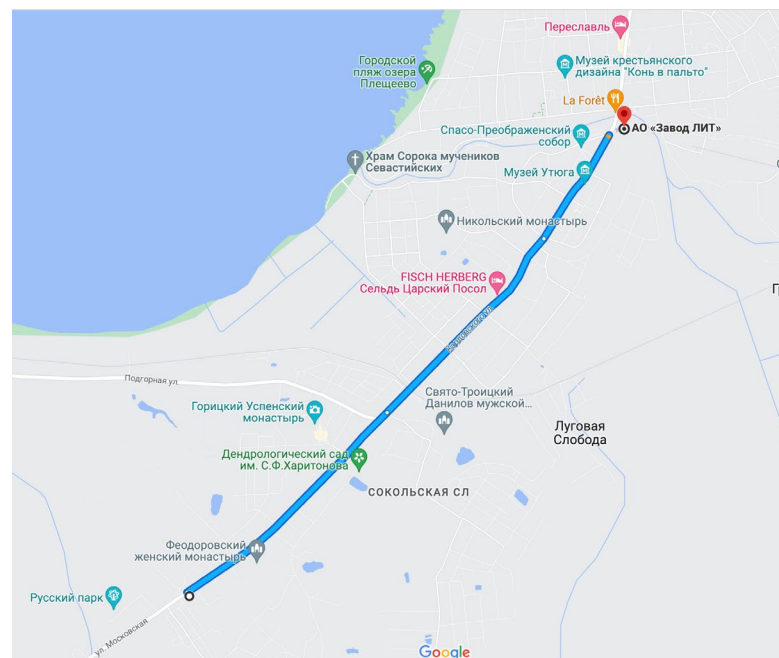 Переславль
Городской
пляж озера
Плещеево
Музей крестьянского
дизайна "Конь в пальто"
La Forêt
АО «Завод ЛИТ»
Спасо-Преображенский
собор
Храм Сорока мучеников
Севастийских
Музей Утюга
Никольский монастырь
FISCH HERBERG
Сельдь Царский Посол
Подгорная ул.
Горицкий Успенский
монастырь
Свято-Троицкий
Данилов мужской...
Луговая
Слобода
Дендрологический сад
им. С.Ф.Харитонова
СОКОЛЬСКАЯ СЛ
Феодоровский
женский монастырь
Русский парк
ул. Московская
Google